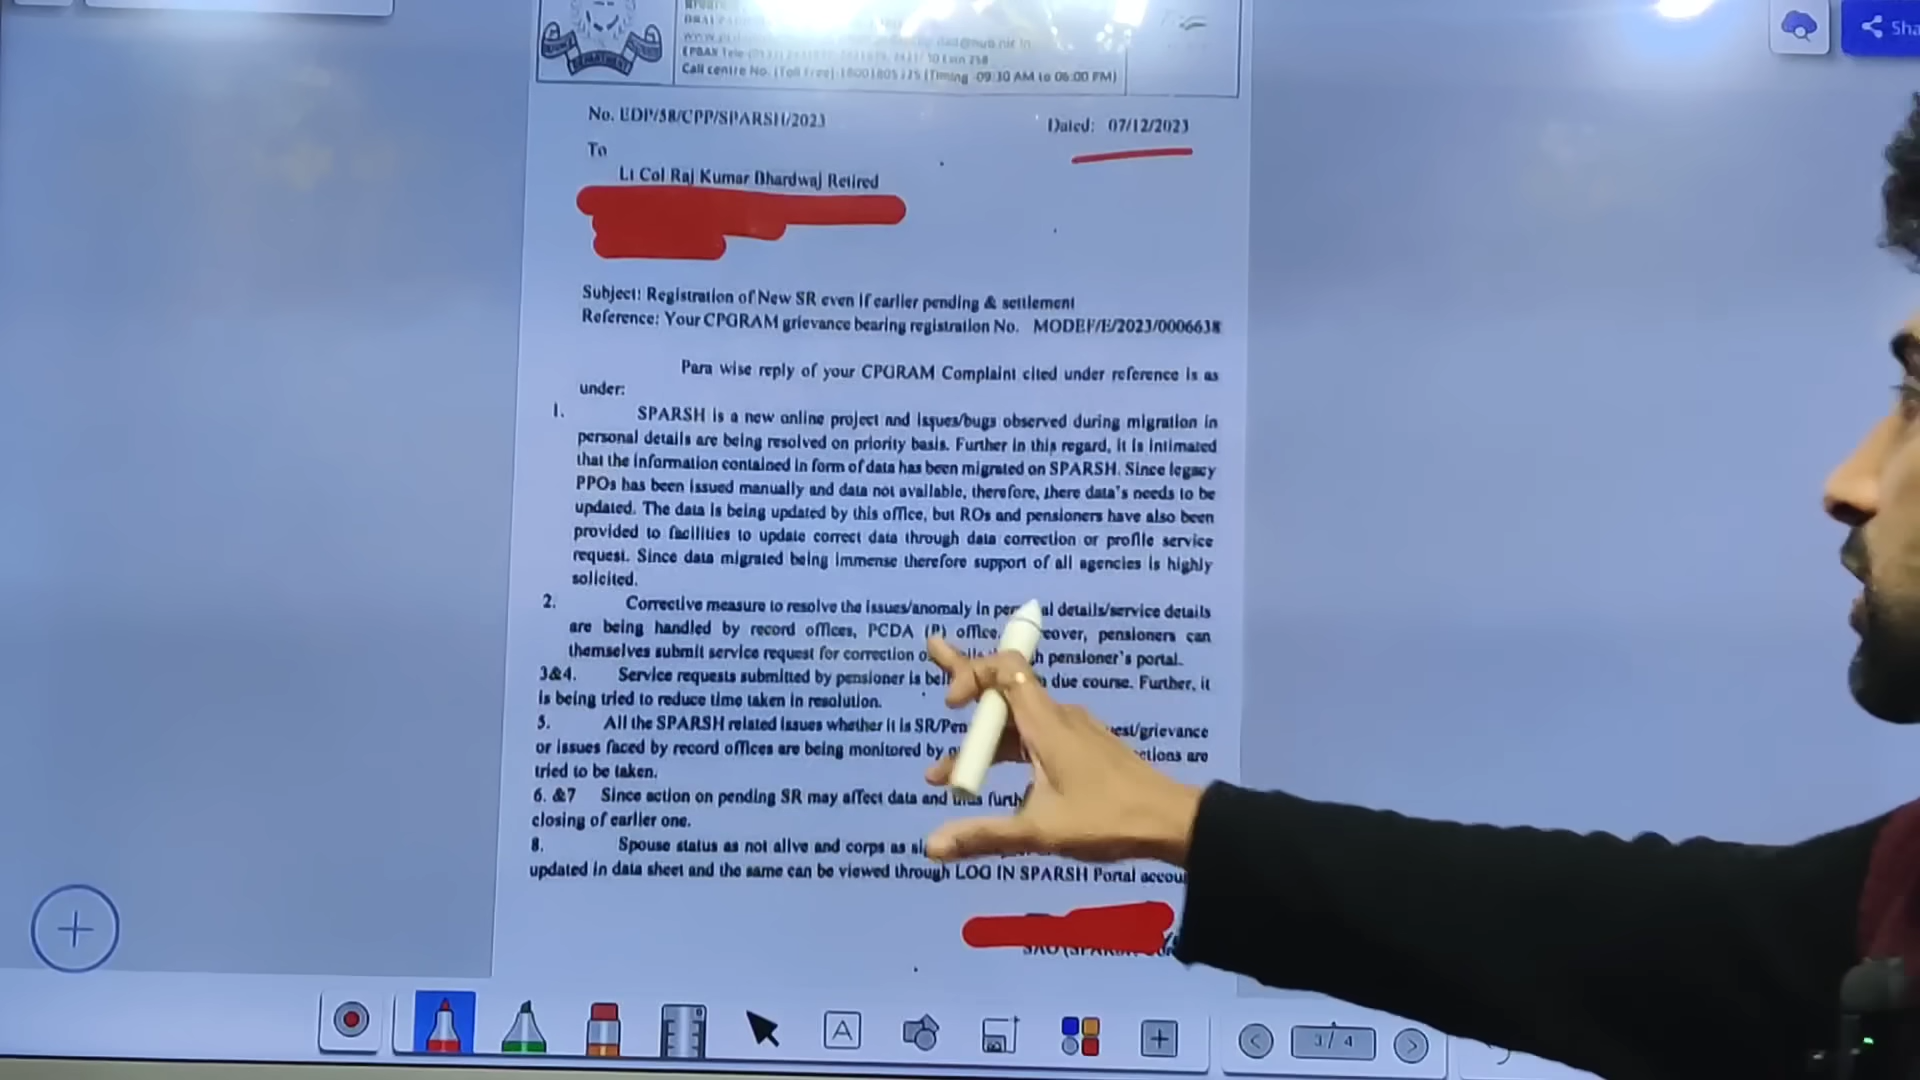 DEPARTMENT
Call centre No. (Toll Free)
(Timing 09:30 AM to 06:00 PM)
No. EDP/58/CPP/SPARSH/2023
Dated: 07/12/2023
To
Lt Col Raj Kumar Bhardwaj Retired
Subject: Registration of New SR even if earlier pending & settlement
Reference: Your CPGRAM grievance bearing registration No. MODEF/E/2023/0006638
Para wise reply of your CPGRAM Complaint cited under reference is as
under:
1. SPARSH is a new online project and issues/bugs observed during migration in
personal details are being resolved on priority basis. Further in this regard, it is intimated
that the information contained in form of data has been migrated on SPARSH. Since legacy
PPOs has been issued manually and data not available, therefore, there data's needs to be
updated. The data is being updated by this office, but ROs and pensioners have also been
provided to facilities to update correct data through data correction or profile service
request. Since data migrated being immense therefore support of all agencies is highly
solicited.
2. Corrective measure to resolve the issues/anomaly in details/service details
are being handled by record offices, PCDA (P) office. pensioners can
themselves submit service request for correction pensioner's portal.
3&4. Service requests submitted by pensioner is due course. Further, it
is being tried to reduce time taken in resolution.
5. All the SPARSH related issues whether it is SR/Pen est/grievance
or issues faced by record offices are being monitored by ctions are
tried to be taken.
6. &7 Since action on pending SR may affect data and thus
closing of earlier one.
8. Spouse status as not alive and corps as
updated in data sheet and the same can be viewed through LOG IN SPARSH Portal
Sha
A
3 / 4